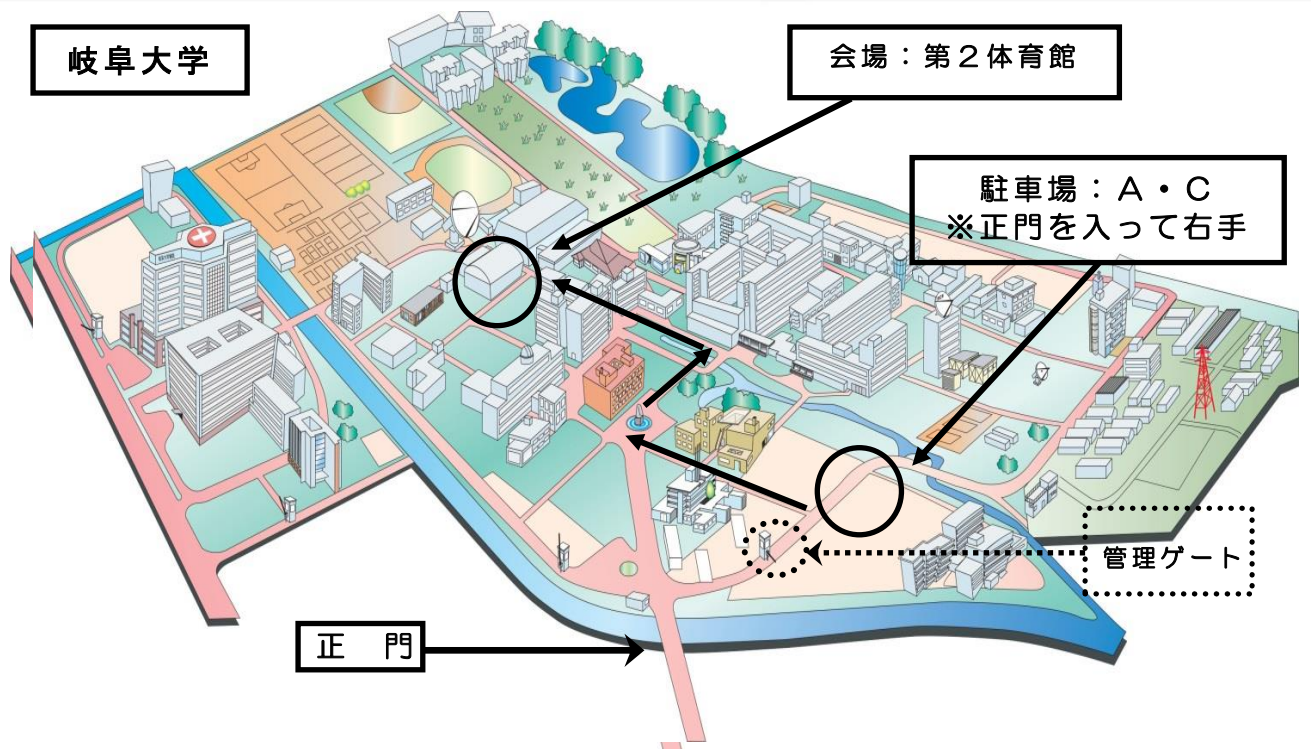 岐阜大学
会場：第２体育館
駐車場：Ａ・Ｃ
※正門を入って右手
管理ゲート
正　門